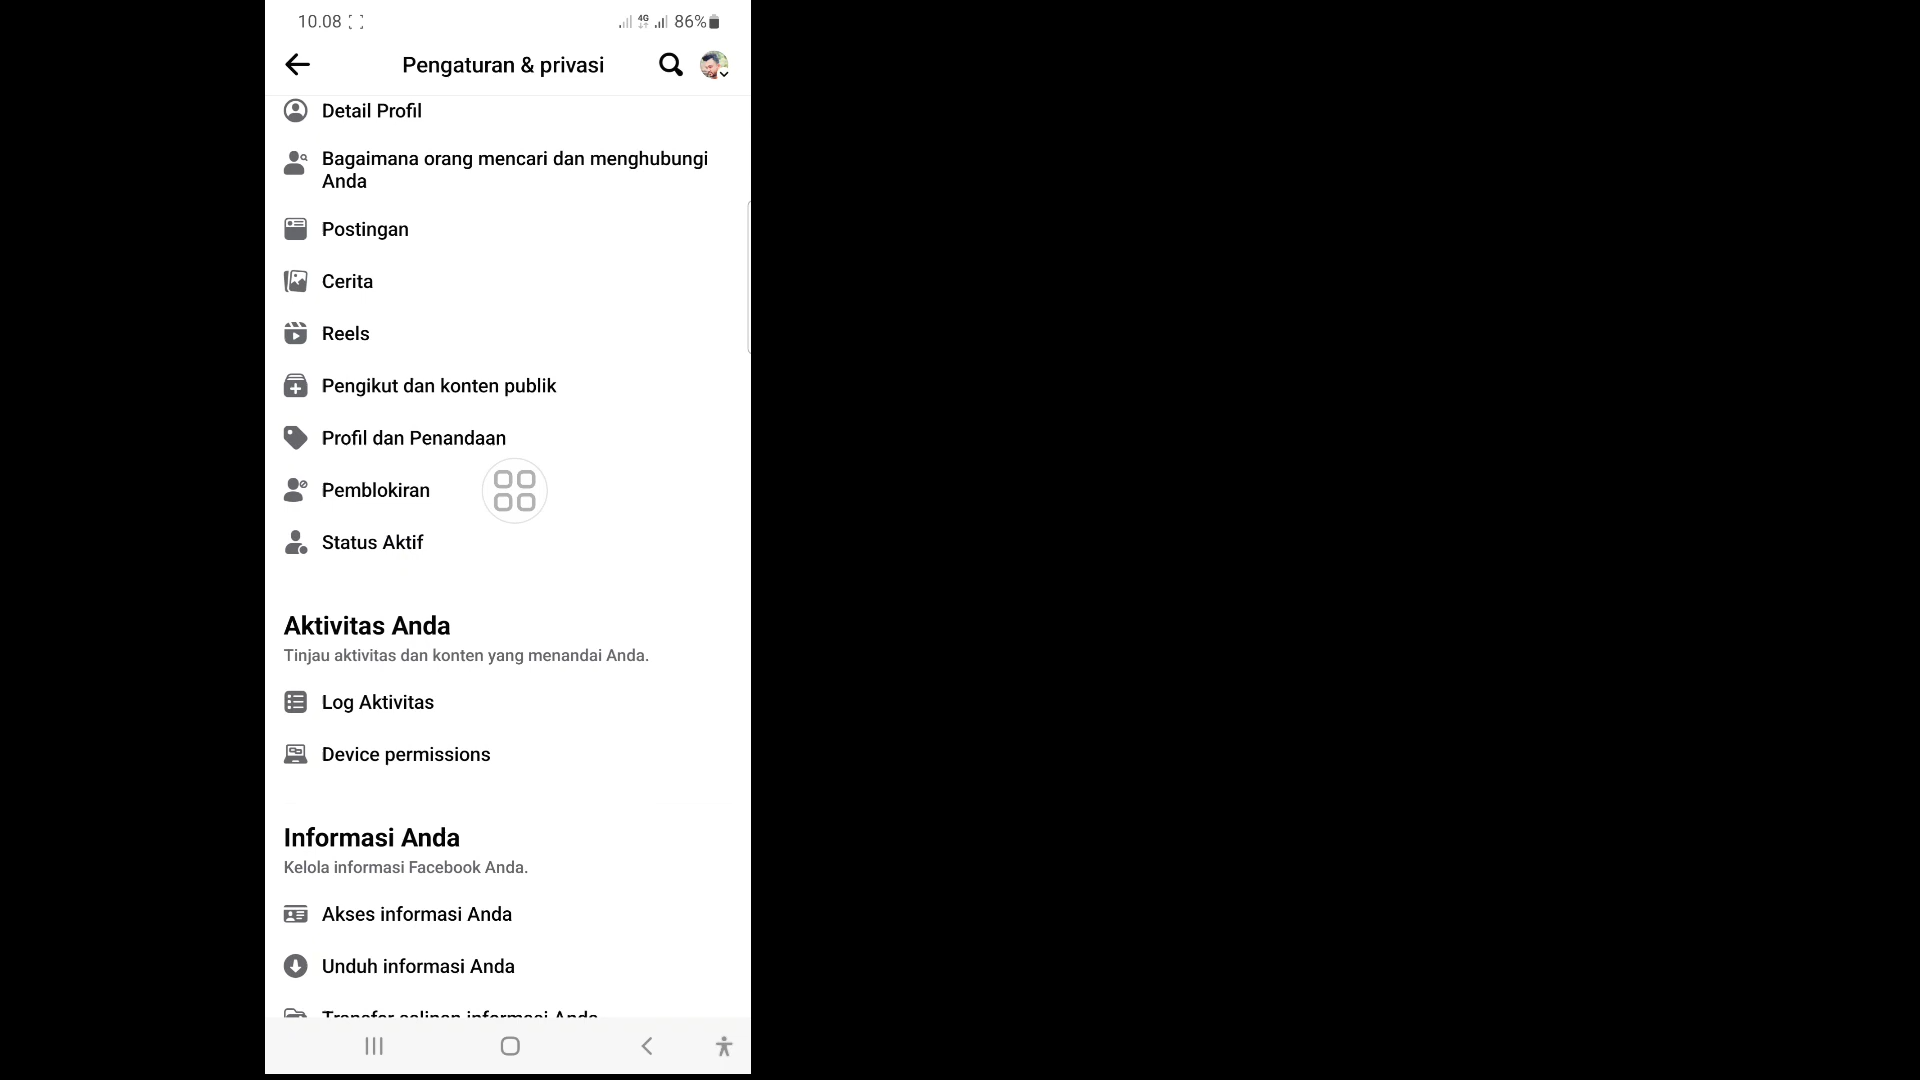 10.08
4G
86%
Pengaturan & privasi
Detail Profil
Bagaimana orang mencari dan menghubungi
Anda
Postingan
Cerita
Reels
Pengikut dan konten publik
Profil dan Penandaan
Pemblokiran
Status Aktif
Aktivitas Anda
Tinjau aktivitas dan konten yang menandai Anda.
Log Aktivitas
Device permissions
Informasi Anda
Kelola informasi Facebook Anda.
Akses informasi Anda
Unduh informasi Anda
Transfer salinan informasi Anda